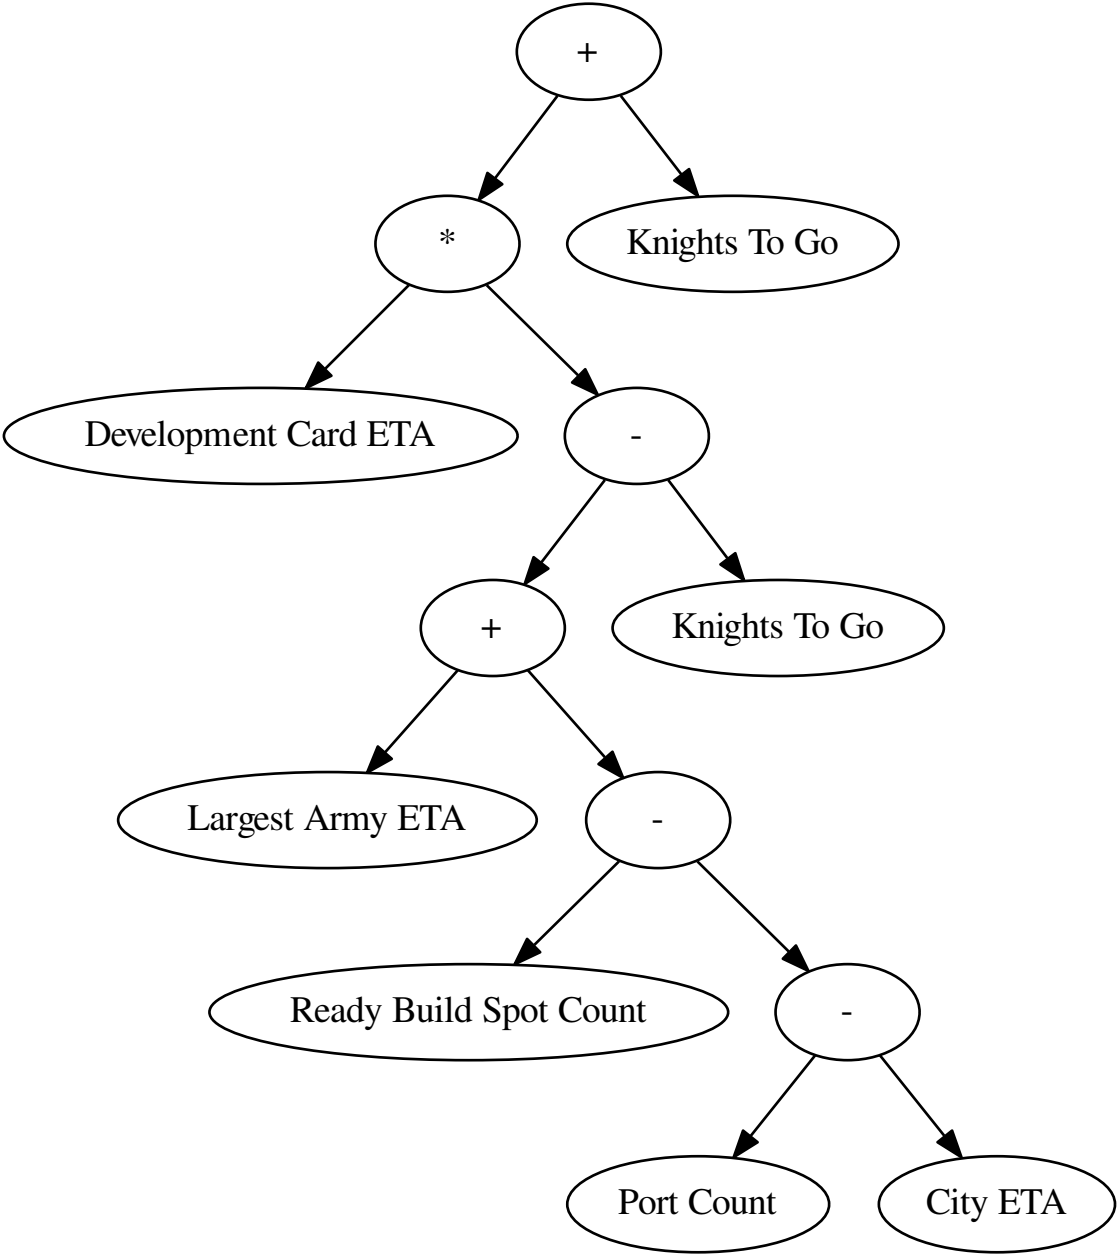 +
*
Knights To Go
Development Card ETA
-
+
Knights To Go
Largest Army ETA
-
Ready Build Spot Count
-
Port Count
City ETA